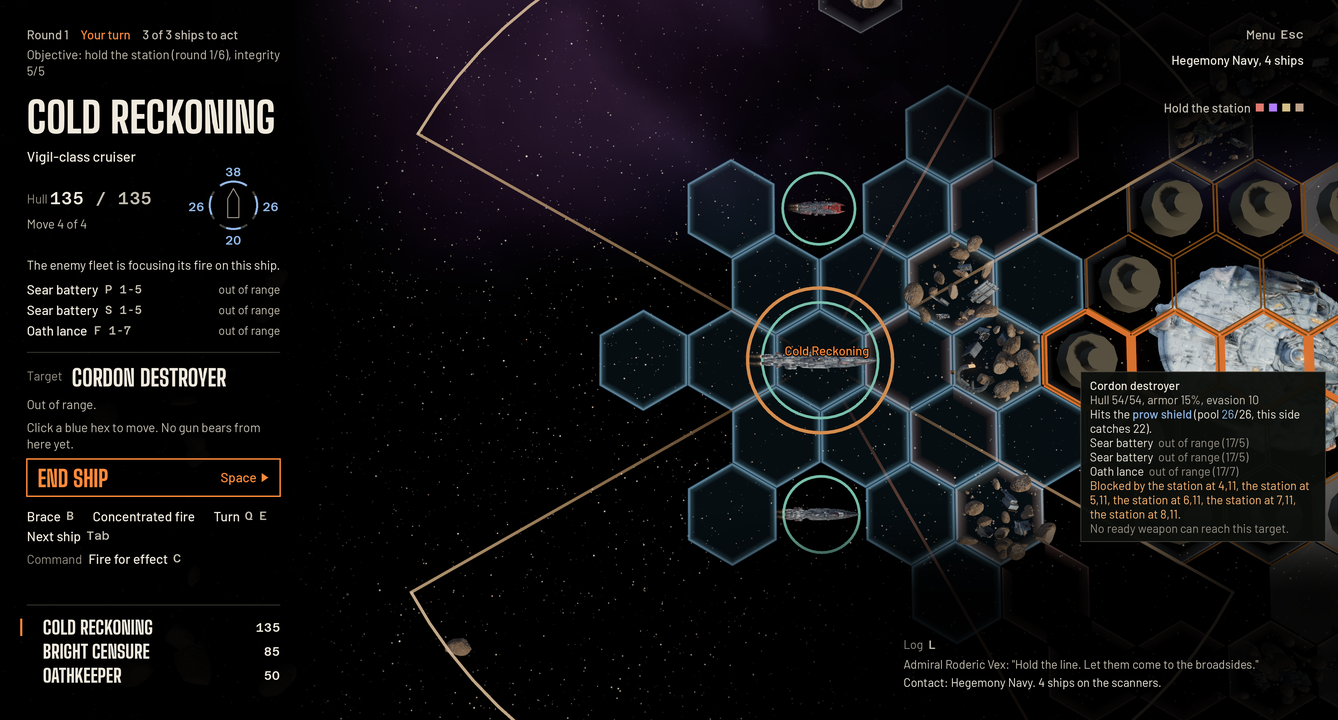 Round 1 Your turn 3 of 3 ships to act
Objective: hold the station (round 1/6), integrity
5/5
COLD RECKONING
Vigil-class cruiser
Hull 135 / 135
Move 4 of 4
38
26 26
20
The enemy fleet is focusing its fire on this ship.
Sear battery P 1-5 out of range
Sear battery S 1-5 out of range
Oath lance F 1-7 out of range
Target CORDON DESTROYER
Out of range.
Click a blue hex to move. No gun bears from
here yet.
END SHIP Space
Brace B Concentrated fire Turn Q E
Next ship Tab
Command Fire for effect C
COLD RECKONING 135
BRIGHT CENSURE 85
OATHKEEPER 50
Cold Reckoning
Menu Esc
Hegemony Navy, 4 ships
Hold the station
Cordon destroyer
Hull 54/54, armor 15%, evasion 10
Hits the prow shield (pool 26/26, this side
catches 22).
Sear battery out of range (17/5)
Sear battery out of range (17/5)
Oath lance out of range (17/7)
Blocked by the station at 4,11, the station at
5,11, the station at 6,11, the station at 7,11,
the station at 8,11.
No ready weapon can reach this target.
Log L
Admiral Roderic Vex: "Hold the line. Let them come to the broadsides."
Contact: Hegemony Navy. 4 ships on the scanners.